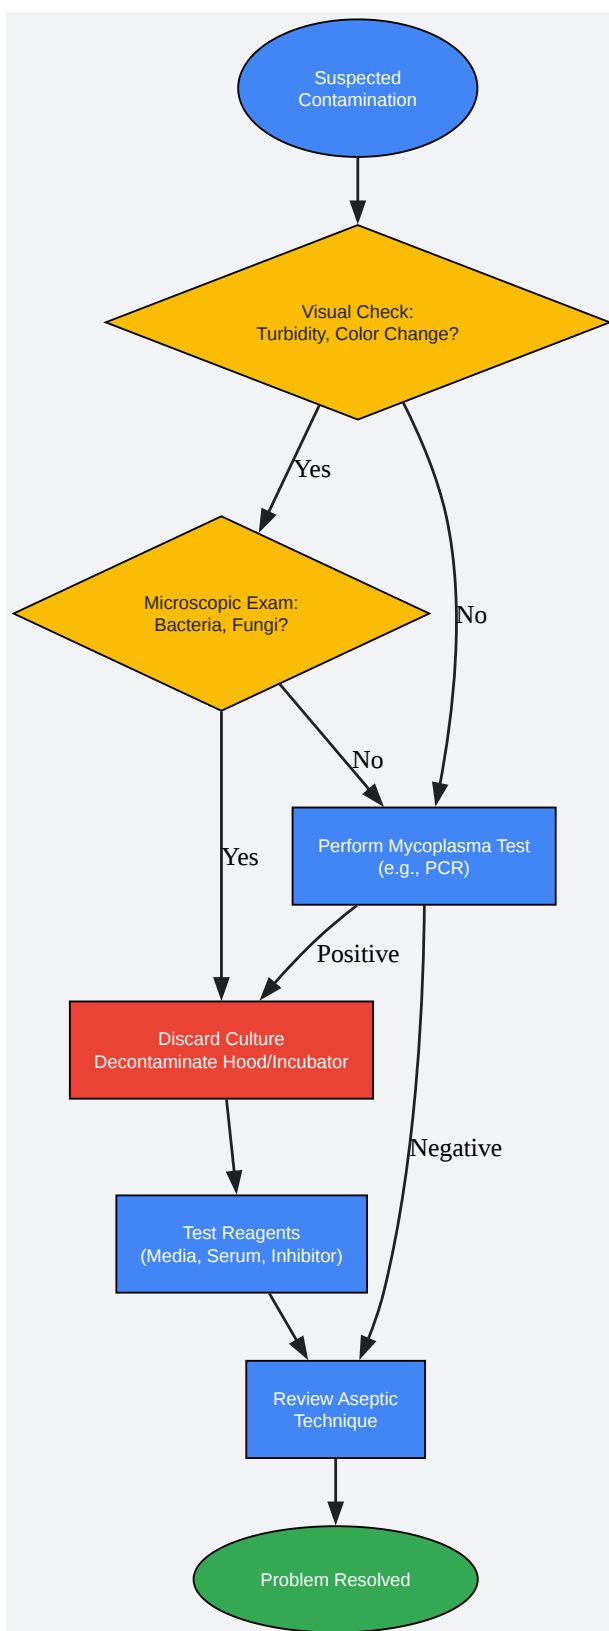 Suspected
Contamination
Visual Check:
Turbidity, Color Change?
Yes
No
Microscopic Exam:
Bacteria, Fungi?
No
Yes
Perform Mycoplasma Test
(e.g., PCR)
Positive
Negative
Discard Culture
Decontaminate Hood/Incubator
Test Reagents
(Media, Serum, Inhibitor)
Review Aseptic
Technique
Problem Resolved